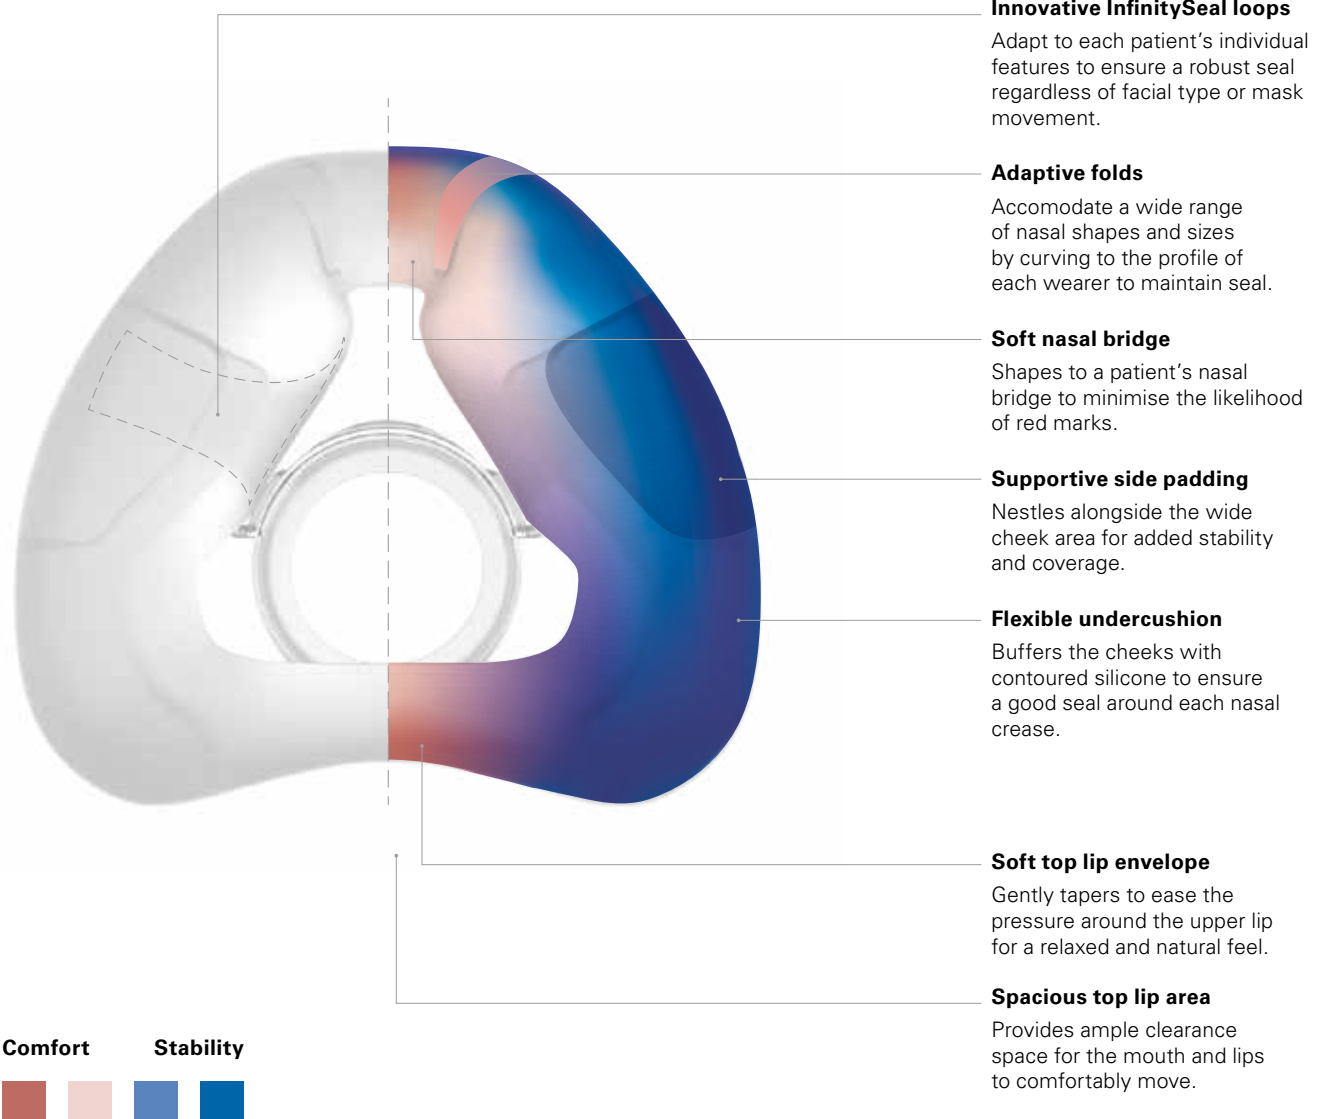 Innovative InfinitySeal loops
Adapt to each patient’s individual
features to ensure a robust seal
regardless of facial type or mask
movement.
Adaptive folds
Accomodate a wide range
of nasal shapes and sizes
by curving to the profile of
each wearer to maintain seal.
Soft nasal bridge
Shapes to a patient’s nasal
bridge to minimise the likelihood
of red marks.
Supportive side padding
Nestles alongside the wide
cheek area for added stability
and coverage.
Flexible undercushion
Buffers the cheeks with
contoured silicone to ensure
a good seal around each nasal
crease.
Soft top lip envelope
Gently tapers to ease the
pressure around the upper lip
for a relaxed and natural feel.
Spacious top lip area
Provides ample clearance
space for the mouth and lips
to comfortably move.
Comfort Stability